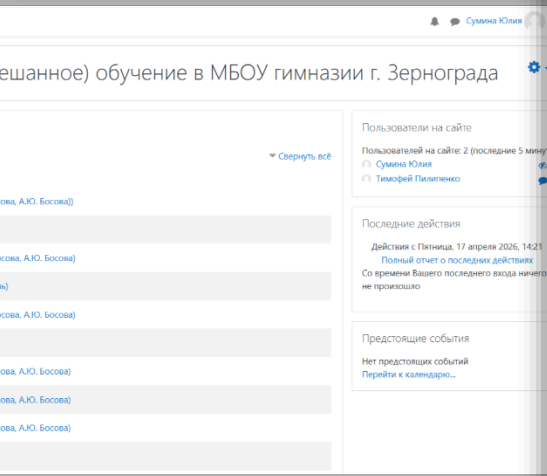 Сумина Юлия
ешанное) обучение в МБОУ гимназии г. Зернограда
Свернуть всё
ова, А.Ю. Босова))
сова, А.Ю. Босова)
ь)
сова, А.Ю. Босова)
ова, А.Ю. Босова)
ова, А.Ю. Босова)
ова, А.Ю. Босова)
Пользователи на сайте
Пользователей на сайте: 2 (последние 5 мину
Сумина Юлия
Тимофей Пилипенко
Последние действия
Действия с Пятница, 17 апреля 2026, 14:21
Полный отчет о последних действиях
Со времени Вашего последнего входа ничего
не произошло
Предстоящие события
Нет предстоящих событий
Перейти к календарю...